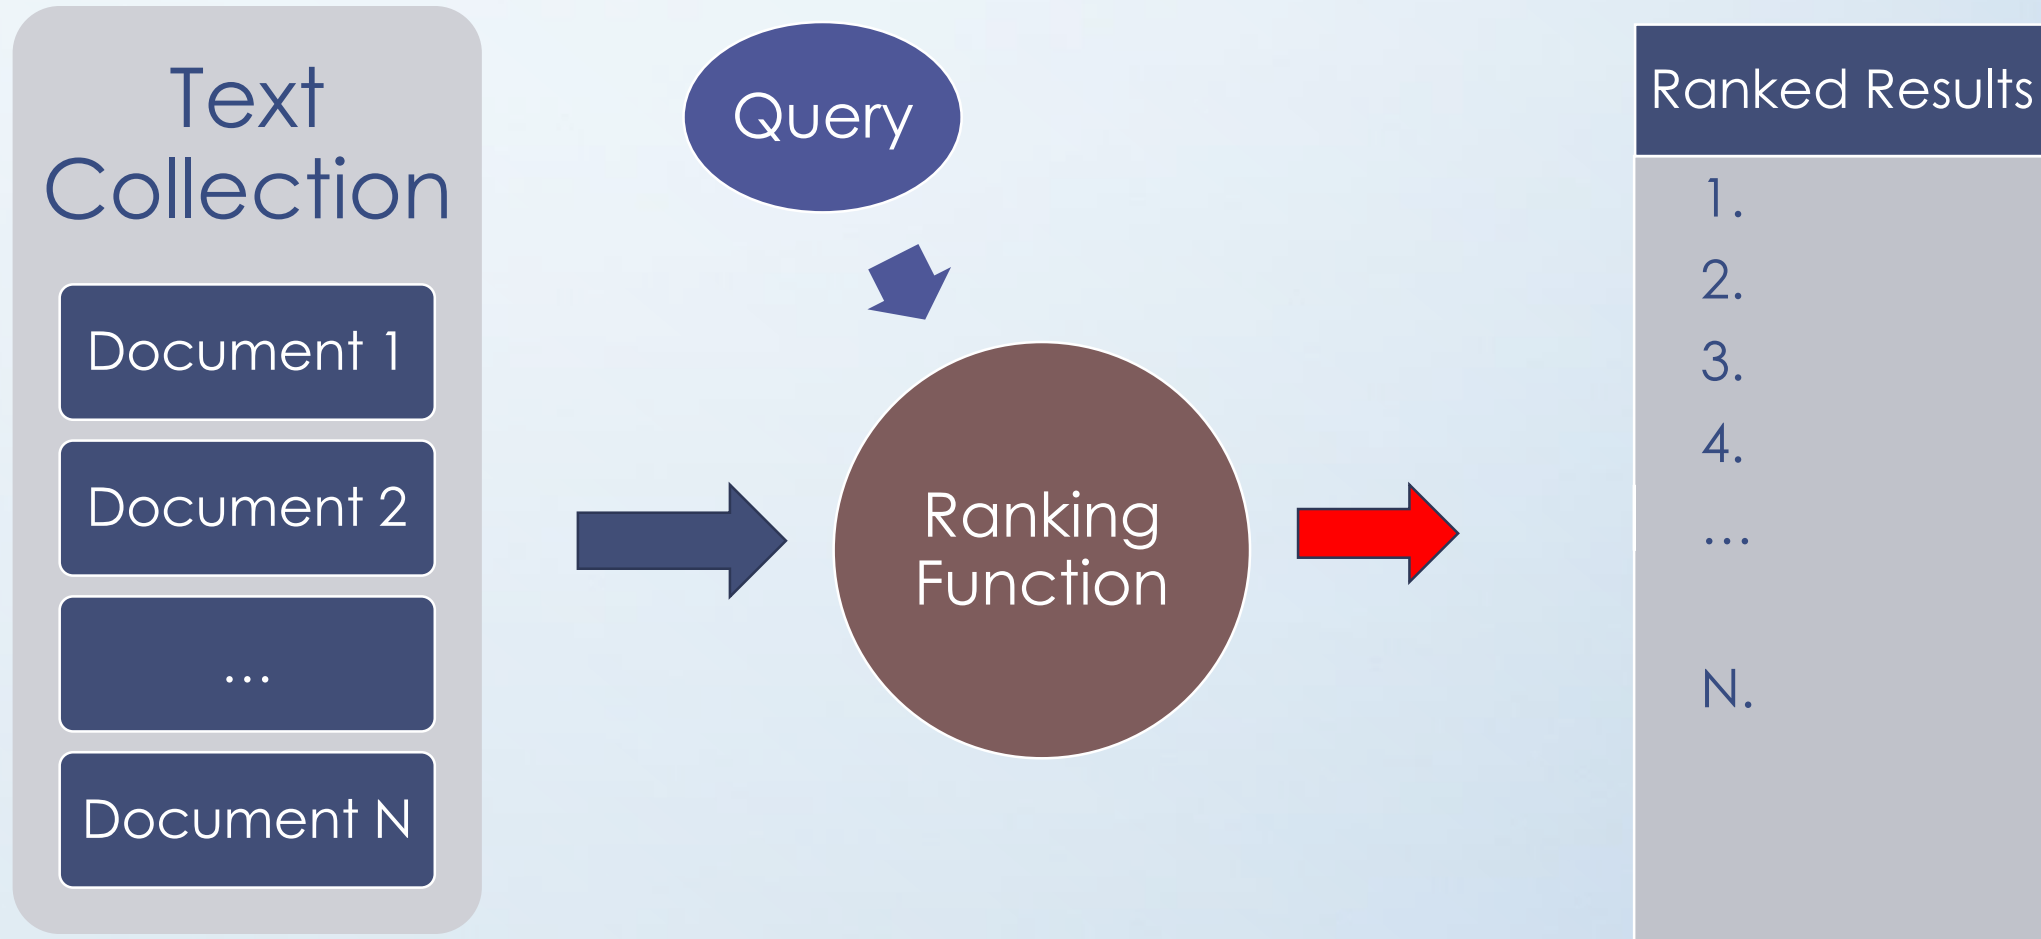 Text
Collection
Document 1
Document 2
...
Document N
Query
Ranking
Function
Ranked Results
1.
2.
3.
4.
...
N.